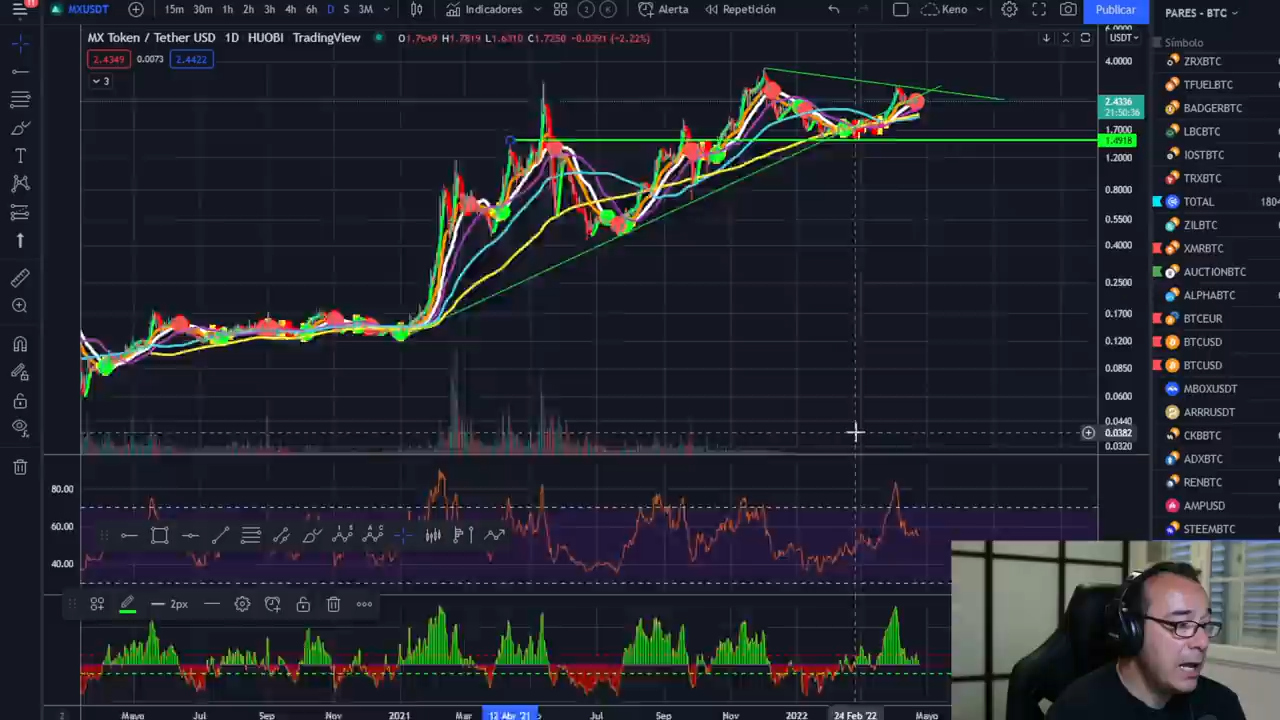 11
MXUSDT
15m 30m 1h 2h 3h 4h 6h D S 3M
Indicadores
Alerta
Repetición
Keno
Publicar
PARES - BTC
MX Token / Tether USD 1D HUOBI TradingView
O1.7649 H1.7819 L1.6310 C1.7250 -0.0391 (-2.22%)
USDT
2.4349 0.0073 2.4422
3
4.0000
2.4336
21:50:36
1.7000
1.4918
1.2000
0.8000
0.5500
0.4000
0.2500
0.1700
0.1200
0.0850
0.0600
0.0440
0.0382
0.0320
80.00
60.00
40.00
2px
Mayo Jul Sep Nov 2021 Mar 12 Abr '21 Jul Sep Nov 2022 24 Feb '22 Mayo
Símbolo
ZRXBTC
TFUELBTC
BADGERBTC
LBCBTC
IOSTBTC
TRXBTC
TOTAL 1804
ZILBTC
XMRBTC
AUCTIONBTC
ALPHABTC
BTCEUR
BTCUSD
BTCUSD
MBOXUSDT
ARRRUSDT
CKBBTC
ADXBTC
RENBTC
AMPUSD
STEEMBTC